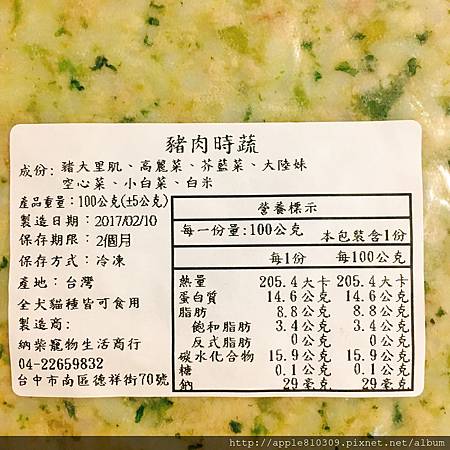 豬肉時蔬
成份: 豬大里肌、高麗菜、芥藍菜、大陸妹
空心菜、小白菜、白米
產品重量：100公克(±5公克)
製造日期：2017/02/10
保存期限：2個月
保存方式：冷凍
產地：台灣
全犬貓種皆可食用
製造商:
納柴寵物生活商行
04-22659832
台中市南區德祥街70號
營養標示
每一份量:100公克
本包裝含1份
每1份 每100公克
熱量 205.4大卡 205.4大卡
蛋白質 14.6公克 14.6公克
脂肪 8.8公克 8.8公克
飽和脂肪 3.4公克 3.4公克
反式脂肪 0公克 0公克
碳水化合物 15.9公克 15.9公克
糖 0.1公克 0.1公克
鈉 29毫克 29毫克
http://apple810309.pixnet.net/album